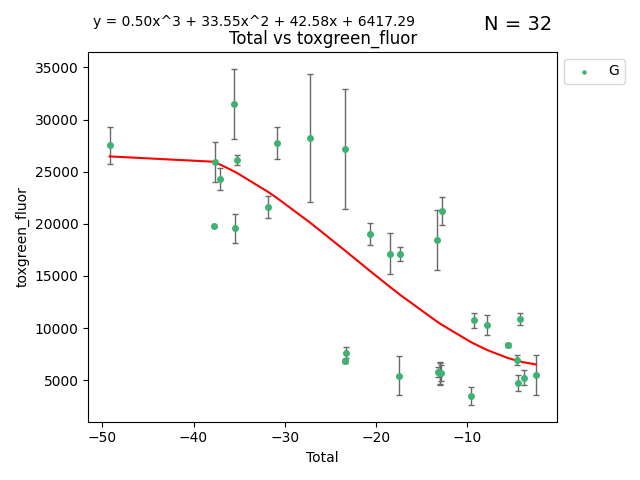 y = 0.50x^3 + 33.55x^2 + 42.58x + 6417.29
N = 32
Total vs toxgreen_fluor
G
35000
30000
25000
20000
15000
10000
5000
toxgreen_fluor
−50
−40
−30
−20
−10
Total